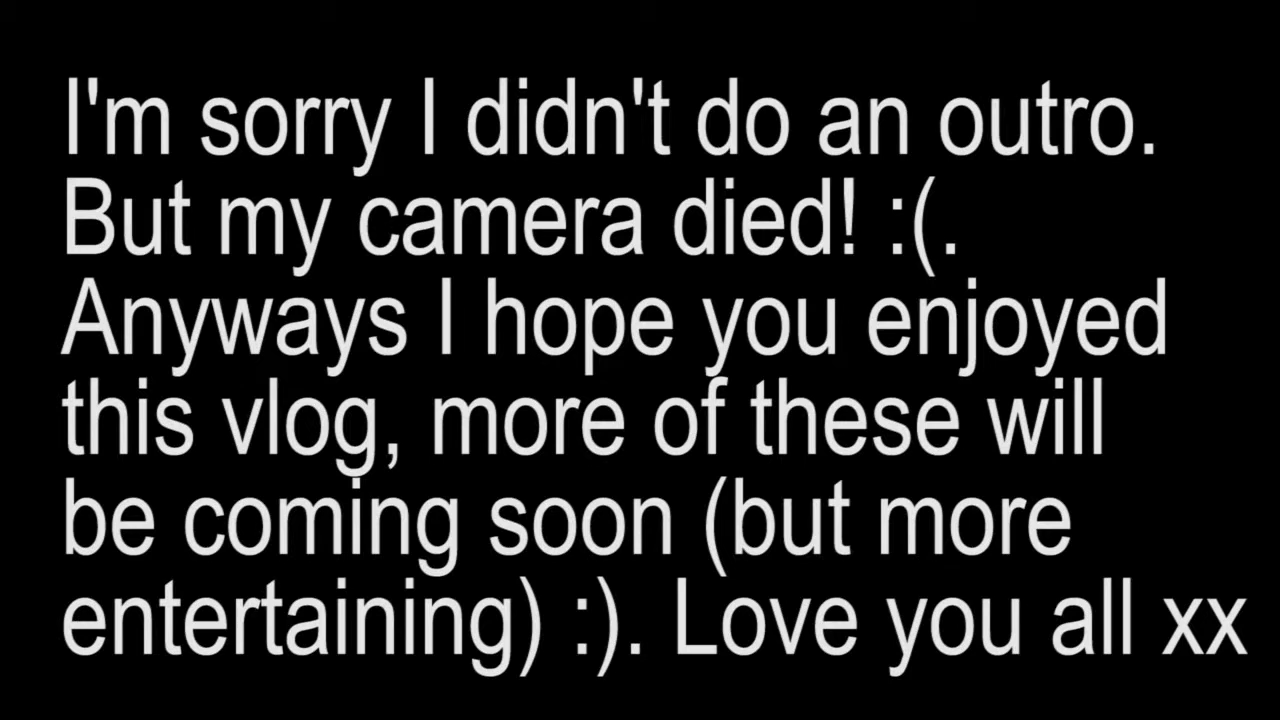 I'm sorry I didn't do an outro.
But my camera died! :(.
Anyways I hope you enjoyed
this vlog, more of these will
be coming soon (but more
entertaining) :). Love you all xx